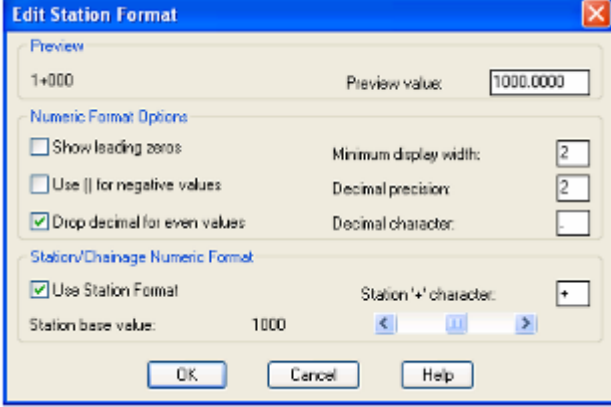 Edit Station Format
Preview
1+000
Preview value: 1000.0000
Numeric Format Options
Show leading zeros
Minimum display width: 2
Use () for negative values
Decimal precision: 2
Drop decimal for even values
Decimal character: .
Station/Chainage Numeric Format
Use Station Format
Station '+' character: +
Station base value: 1000
OK Cancel Help